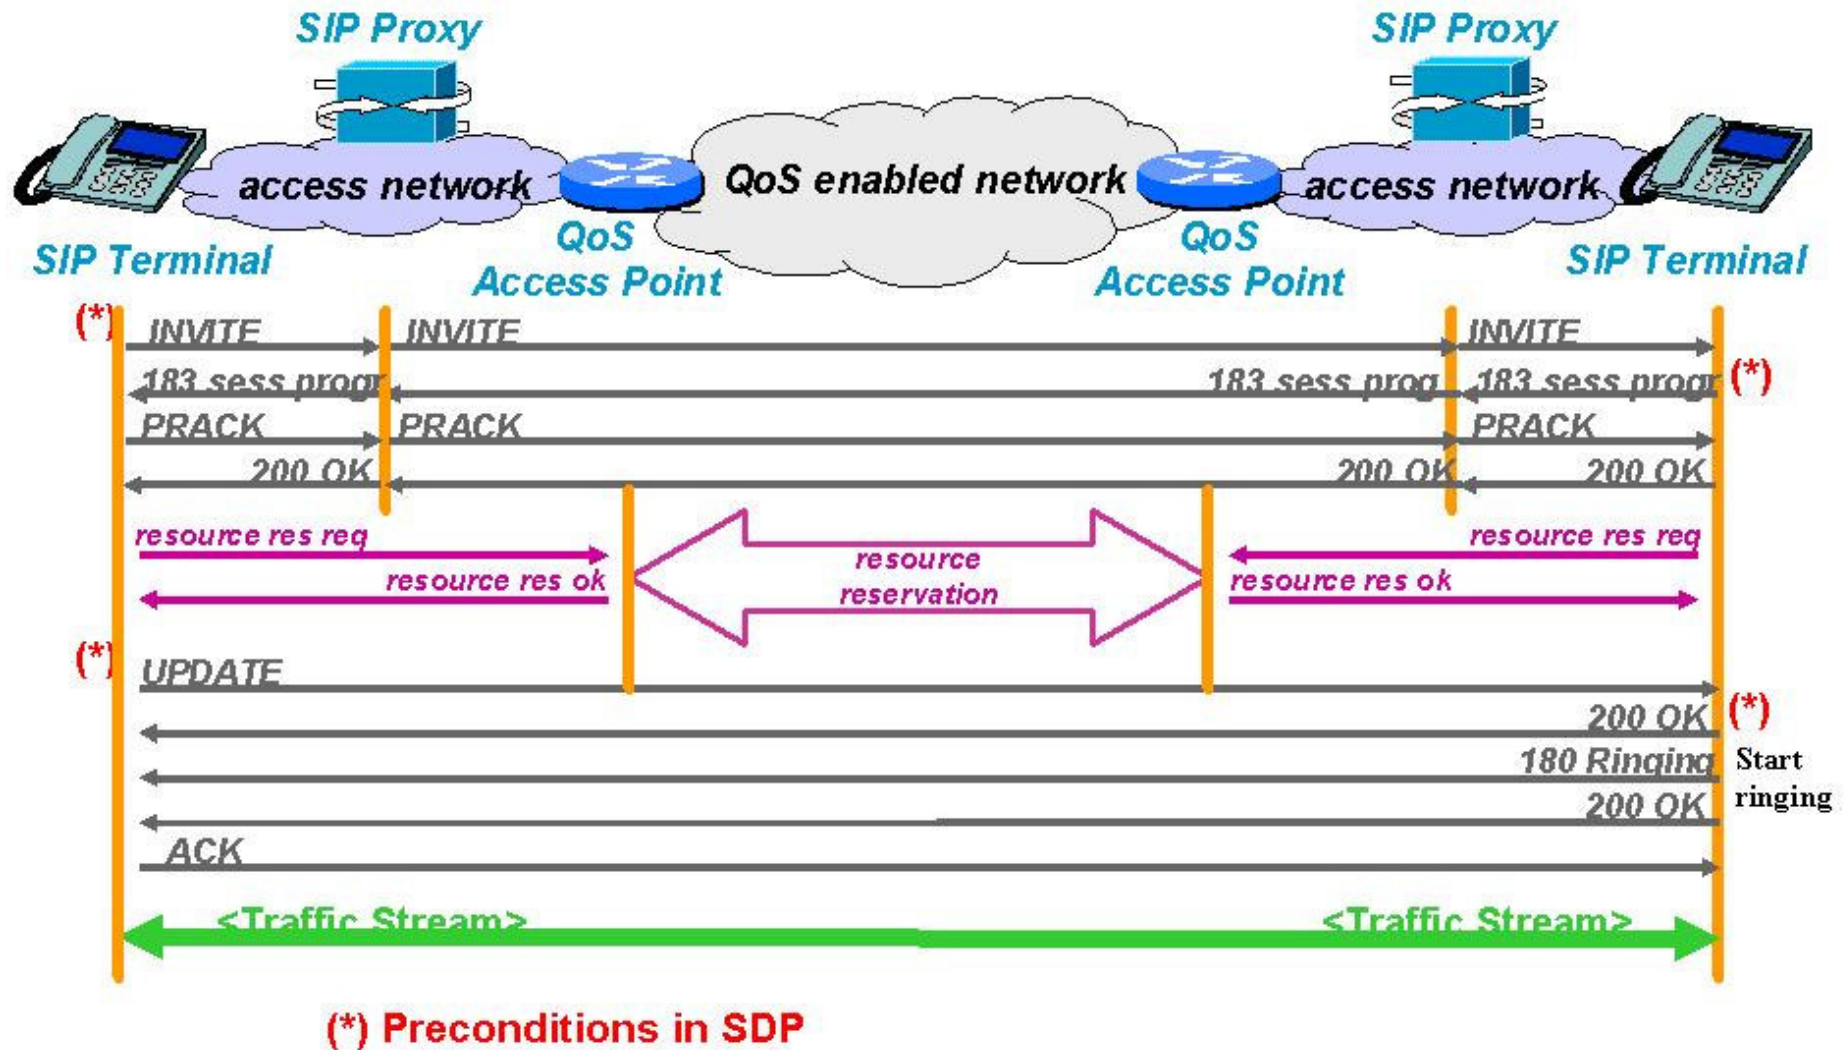 SIP Proxy
SIP Proxy
access network
QoS enabled network
access network
SIP Terminal
QoS
Access Point
QoS
Access Point
SIP Terminal
(*)
INVITE
INVITE
INVITE
183 sess progr
183 sess prog
183 sess progr
(*)
PRACK
PRACK
PRACK
200 OK
200 OK
200 OK
resource res req
resource
reservation
resource res req
resource res ok
resource res ok
(*)
UPDATE
200 OK
(*)
180 Ringing
Start
ringing
200 OK
ACK
<Traffic Stream>
<Traffic Stream>
(*) Preconditions in SDP